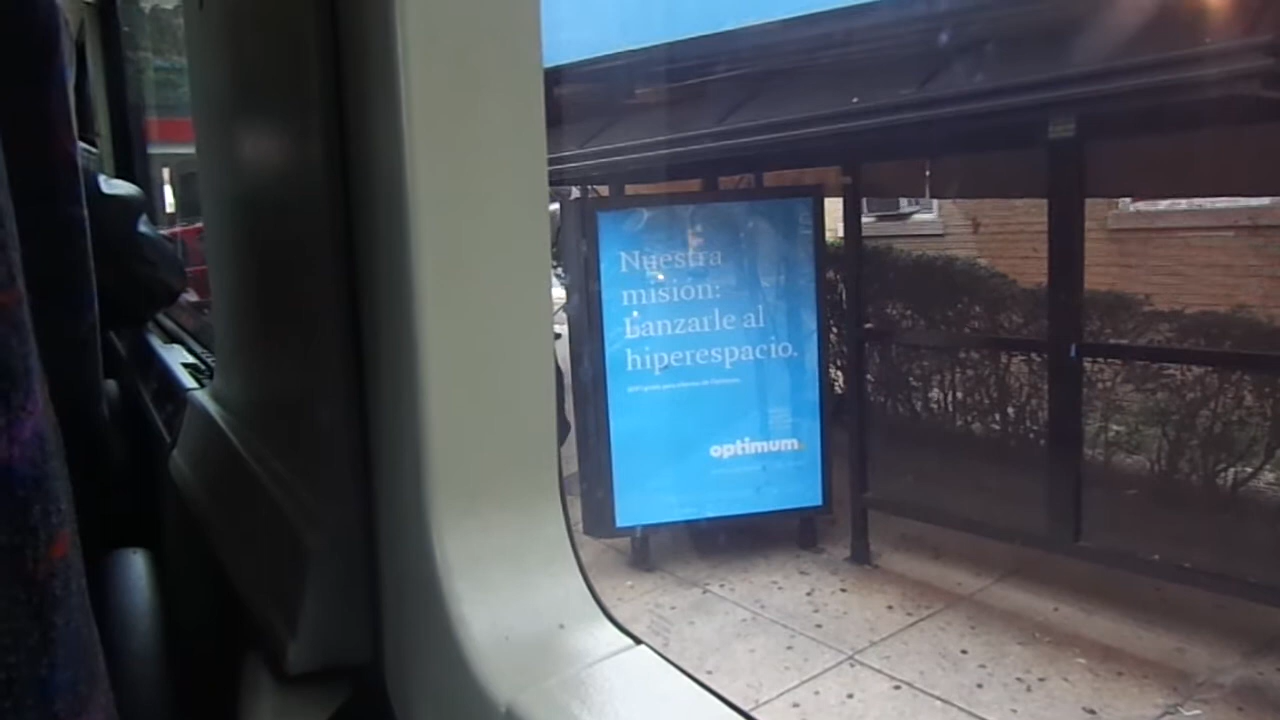 Nuestra
misión:
Lanzarle al
hiperespacio.
optimum.